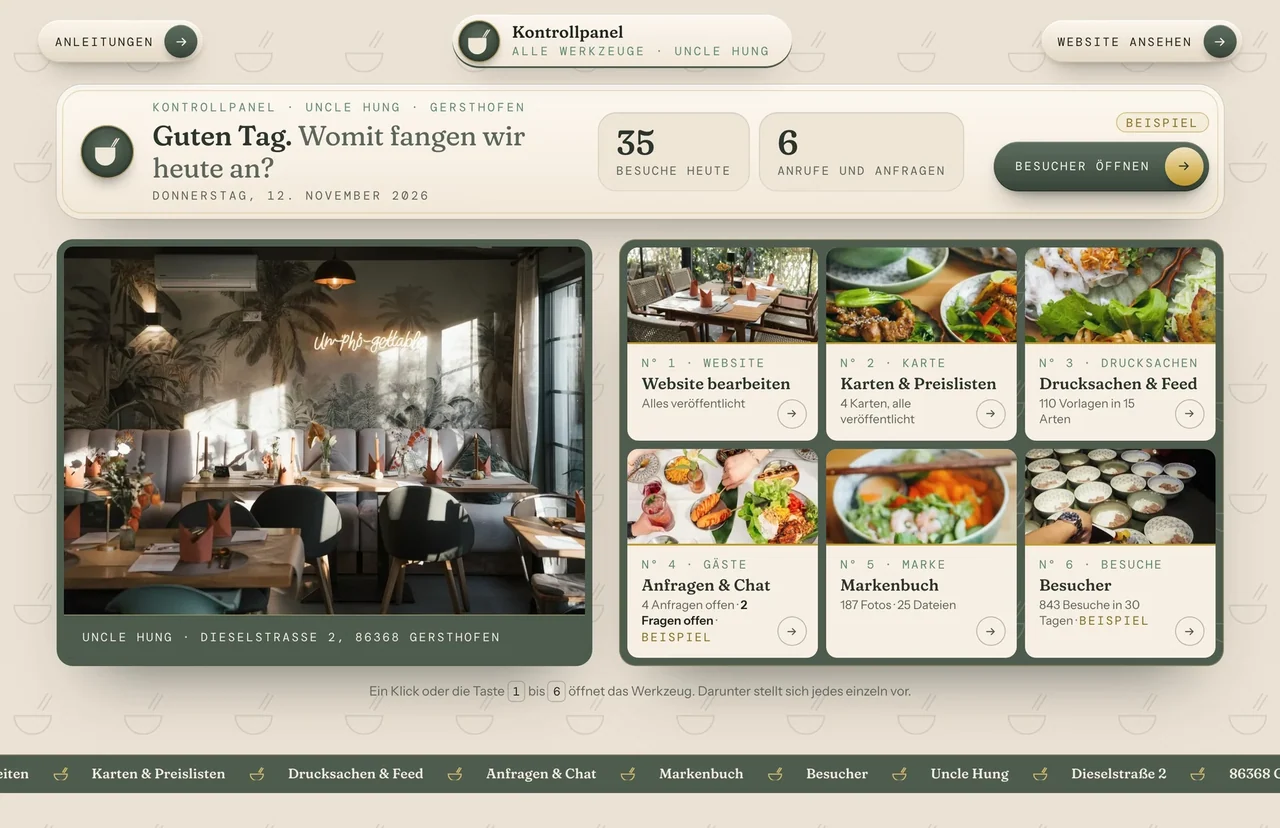 ANLEITUNGEN
Kontrollpanel
ALLE WERKZEUGE · UNCLE HUNG
WEBSITE ANSEHEN
KONTROLLPANEL · UNCLE HUNG · GERSTHOFEN
Guten Tag. Womit fangen wir
heute an?
DONNERSTAG, 12. NOVEMBER 2026
35
BESUCHE HEUTE
6
ANRUFE UND ANFRAGEN
BEISPIEL
BESUCHER ÖFFNEN
Um-Phở-gettable
UNCLE HUNG · DIESELSTRASSE 2, 86368 GERSTHOFEN
N° 1 · WEBSITE
Website bearbeiten
Alles veröffentlicht
N° 2 · KARTE
Karten & Preislisten
4 Karten, alle
veröffentlicht
N° 3 · DRUCKSACHEN
Drucksachen & Feed
110 Vorlagen in 15
Arten
N° 4 · GÄSTE
Anfragen & Chat
4 Anfragen offen · 2
Fragen offen ·
BEISPIEL
N° 5 · MARKE
Markenbuch
187 Fotos · 25 Dateien
N° 6 · BESUCHE
Besucher
843 Besuche in 30
Tagen · BEISPIEL
Ein Klick oder die Taste 1 bis 6 öffnet das Werkzeug. Darunter stellt sich jedes einzeln vor.
eiten Karten & Preislisten Drucksachen & Feed Anfragen & Chat Markenbuch Besucher Uncle Hung Dieselstraße 2 86368 G